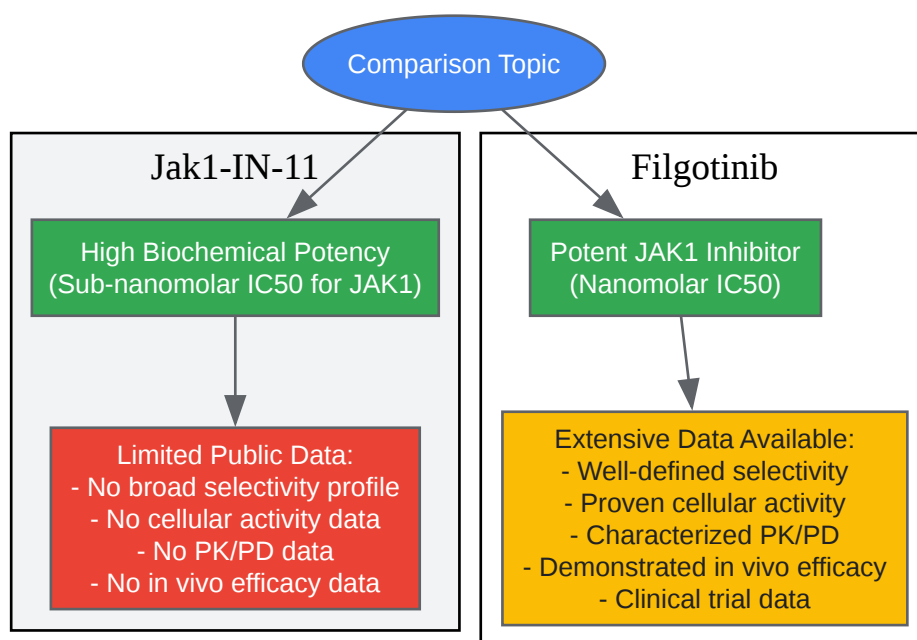 Comparison Topic
Jak1-IN-11
High Biochemical Potency
(Sub-nanomolar IC50 for JAK1)
Limited Public Data:
- No broad selectivity profile
- No cellular activity data
- No PK/PD data
- No in vivo efficacy data
Filgotinib
Potent JAK1 Inhibitor
(Nanomolar IC50)
Extensive Data Available:
- Well-defined selectivity
- Proven cellular activity
- Characterized PK/PD
- Demonstrated in vivo efficacy
- Clinical trial data